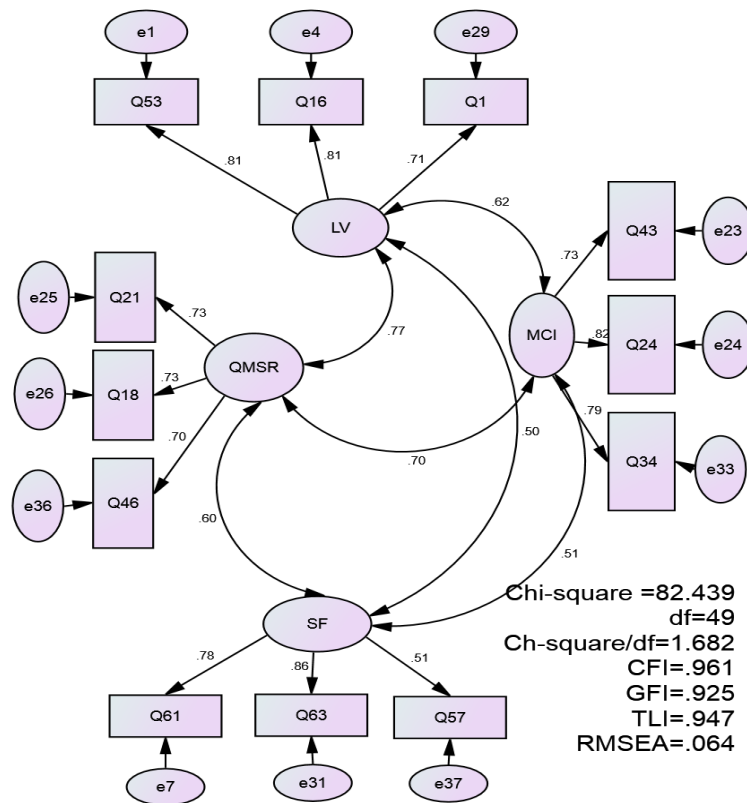 e1
e4
e29
Q53
Q16
Q1
.81
.81
.71
.62
LV
Q43
e23
.73
e25
Q21
.73
MCI
.82
Q24
e24
.77
QMSR
e26
Q18
.73
.79
.70
.50
.70
Q34
e33
e36
Q46
.60
.51
SF
.78
.86
.51
Q61
Q63
Q57
e7
e31
e37
Chi-square =82.439
df=49
Ch-square/df=1.682
CFI=.961
GFI=.925
TLI=.947
RMSEA=.064